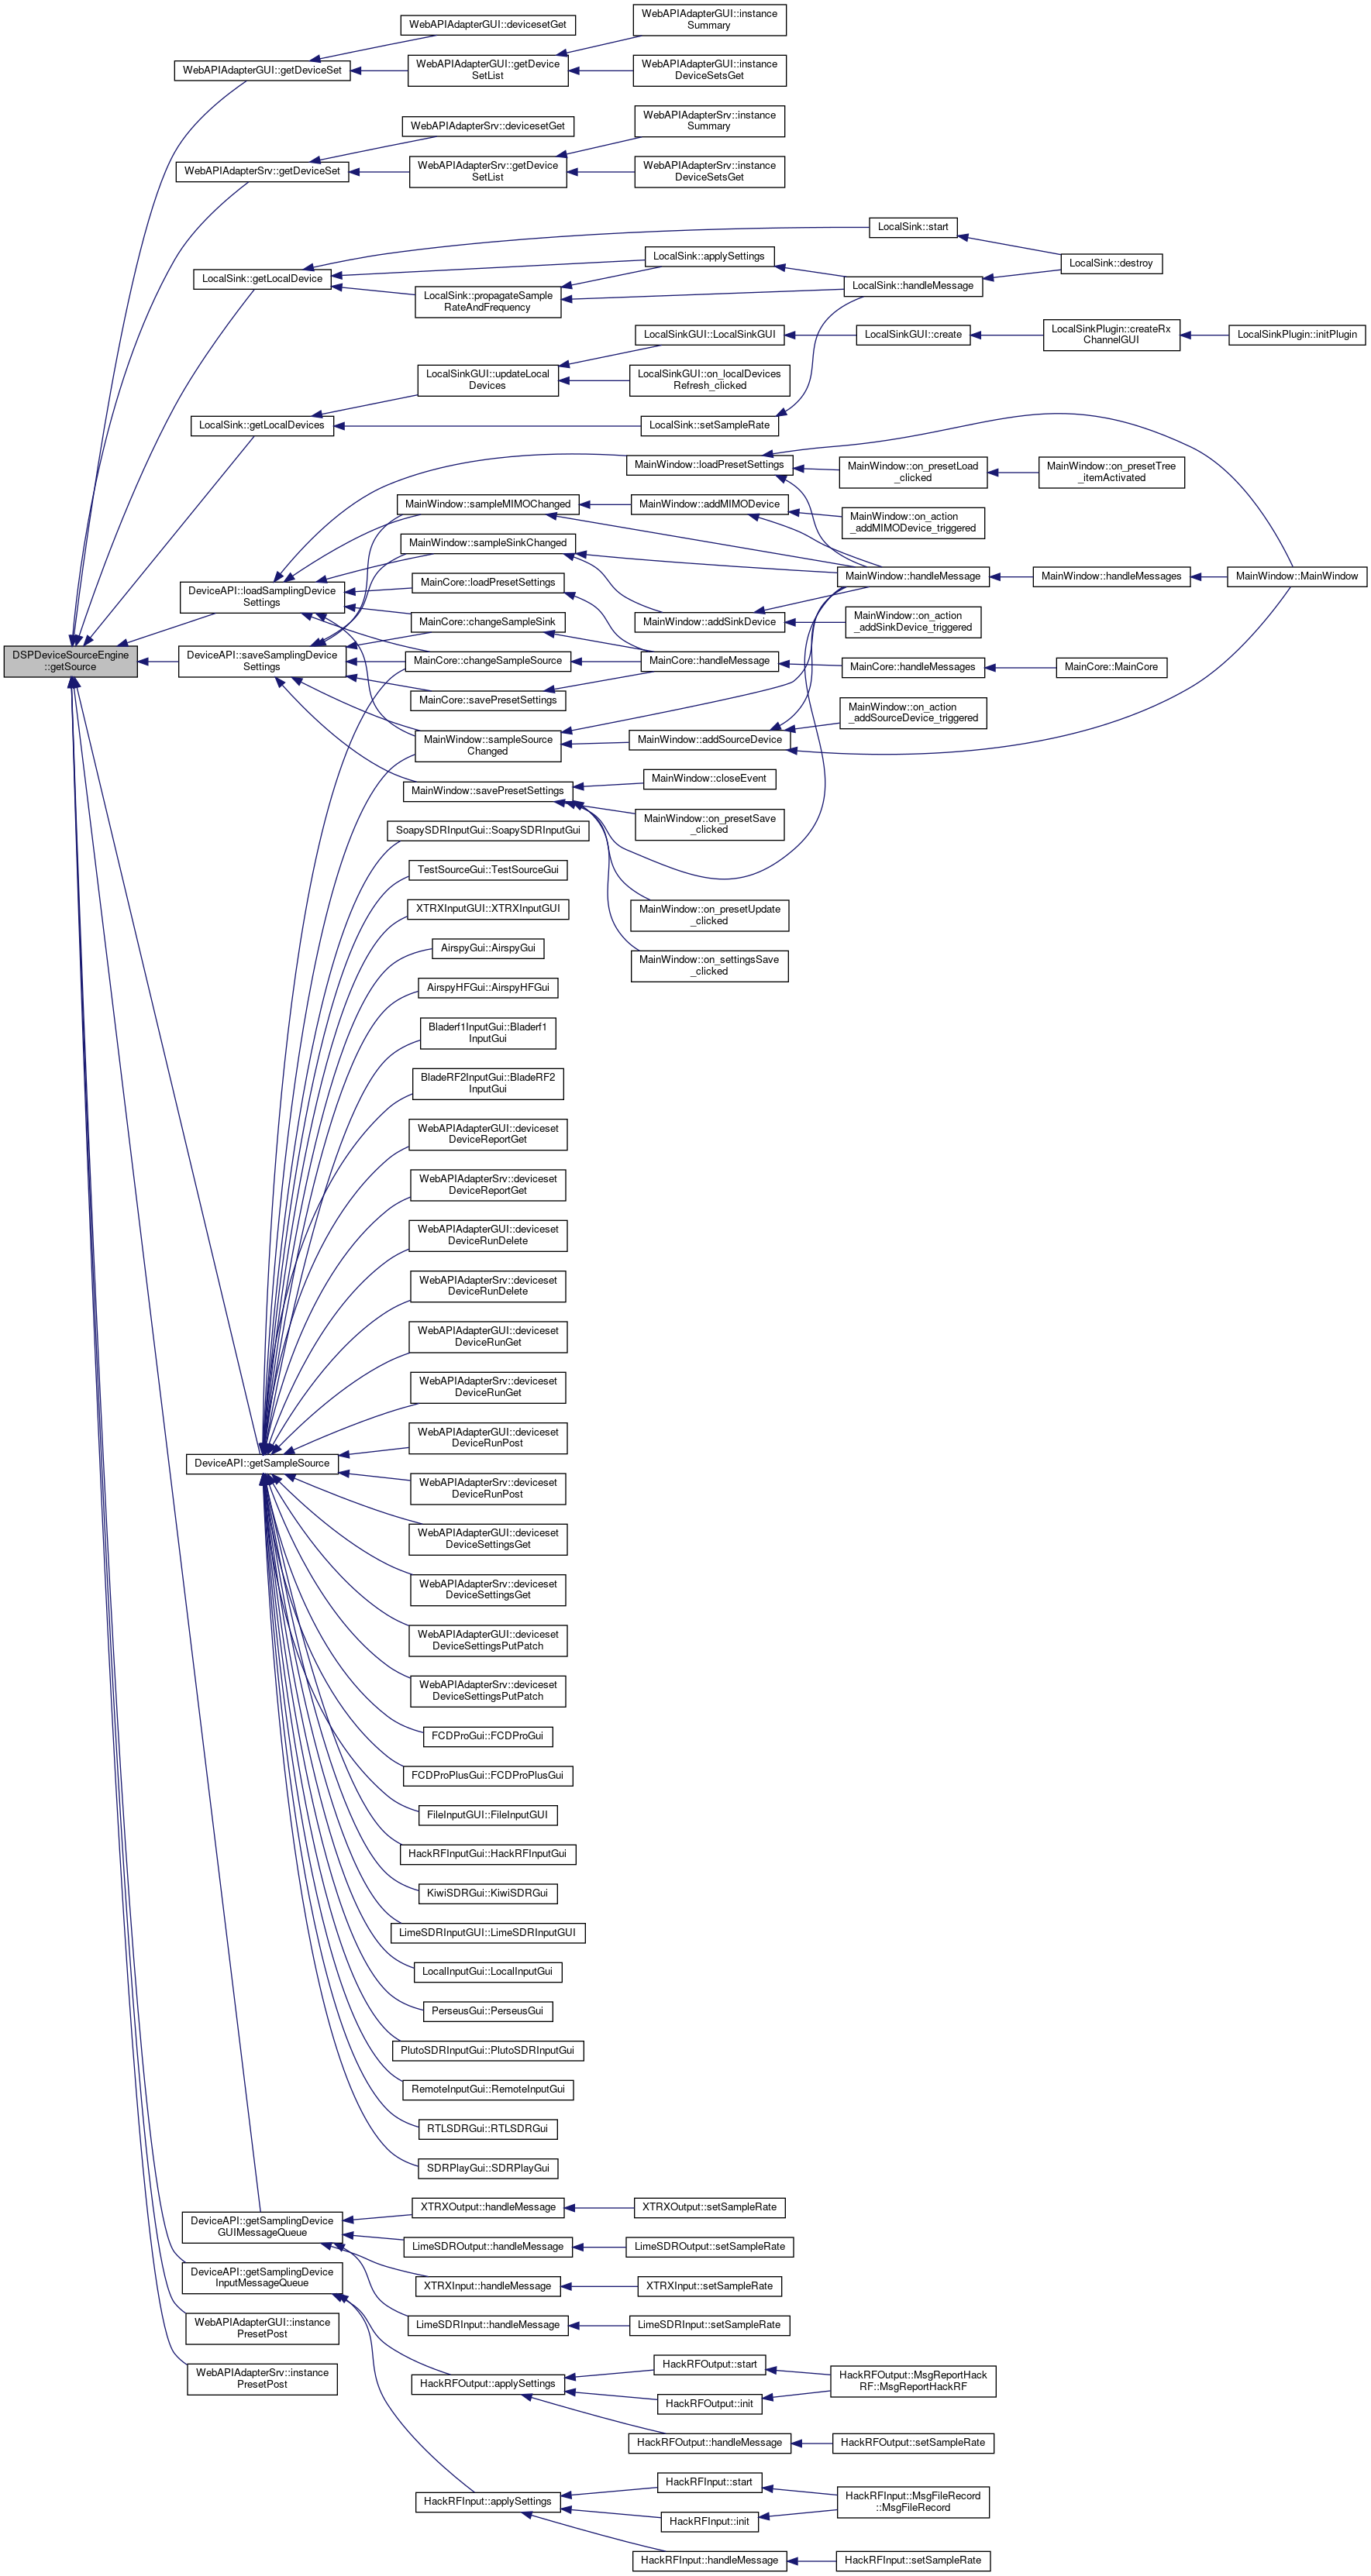 WebAPIAdapterGUI::devicesetGet
WebAPIAdapterGUI::instance
Summary
WebAPIAdapterGUI::getDeviceSet
WebAPIAdapterGUI::getDevice
SetList
WebAPIAdapterGUI::instance
DeviceSetsGet
WebAPIAdapterSrv::devicesetGet
WebAPIAdapterSrv::instance
Summary
WebAPIAdapterSrv::getDeviceSet
WebAPIAdapterSrv::getDevice
SetList
WebAPIAdapterSrv::instance
DeviceSetsGet
LocalSink::start
LocalSink::getLocalDevice
LocalSink::applySettings
LocalSink::destroy
LocalSink::propagateSample
RateAndFrequency
LocalSink::handleMessage
LocalSinkGUI::LocalSinkGUI
LocalSinkGUI::create
LocalSinkPlugin::createRx
ChannelGUI
LocalSinkPlugin::initPlugin
LocalSinkGUI::updateLocal
Devices
LocalSinkGUI::on_localDevices
Refresh_clicked
LocalSink::getLocalDevices
LocalSink::setSampleRate
MainWindow::loadPresetSettings
MainWindow::on_presetLoad
_clicked
MainWindow::on_presetTree
_itemActivated
MainWindow::sampleMIMOChanged
MainWindow::addMIMODevice
MainWindow::on_action
_addMIMODevice_triggered
MainWindow::sampleSinkChanged
DeviceAPI::loadSamplingDevice
Settings
MainCore::loadPresetSettings
MainWindow::handleMessage
MainWindow::handleMessages
MainWindow::MainWindow
MainCore::changeSampleSink
MainWindow::addSinkDevice
MainWindow::on_action
_addSinkDevice_triggered
DSPDeviceSourceEngine
::getSource
DeviceAPI::saveSamplingDevice
Settings
MainCore::changeSampleSource
MainCore::handleMessage
MainCore::handleMessages
MainCore::MainCore
MainCore::savePresetSettings
MainWindow::on_action
_addSourceDevice_triggered
MainWindow::sampleSource
Changed
MainWindow::addSourceDevice
MainWindow::savePresetSettings
MainWindow::closeEvent
MainWindow::on_presetSave
_clicked
SoapySDRInputGui::SoapySDRInputGui
TestSourceGui::TestSourceGui
XTRXInputGUI::XTRXInputGUI
MainWindow::on_presetUpdate
_clicked
AirspyGui::AirspyGui
MainWindow::on_settingsSave
_clicked
AirspyHFGui::AirspyHFGui
Bladerf1InputGui::Bladerf1
InputGui
BladeRF2InputGui::BladeRF2
InputGui
WebAPIAdapterGUI::deviceset
DeviceReportGet
WebAPIAdapterSrv::deviceset
DeviceReportGet
WebAPIAdapterGUI::deviceset
DeviceRunDelete
WebAPIAdapterSrv::deviceset
DeviceRunDelete
WebAPIAdapterGUI::deviceset
DeviceRunGet
WebAPIAdapterSrv::deviceset
DeviceRunGet
WebAPIAdapterGUI::deviceset
DeviceRunPost
DeviceAPI::getSampleSource
WebAPIAdapterSrv::deviceset
DeviceRunPost
WebAPIAdapterGUI::deviceset
DeviceSettingsGet
WebAPIAdapterSrv::deviceset
DeviceSettingsGet
WebAPIAdapterGUI::deviceset
DeviceSettingsPutPatch
WebAPIAdapterSrv::deviceset
DeviceSettingsPutPatch
FCDProGui::FCDProGui
FCDProPlusGui::FCDProPlusGui
FileInputGUI::FileInputGUI
HackRFInputGui::HackRFInputGui
KiwiSDRGui::KiwiSDRGui
LimeSDRInputGUI::LimeSDRInputGUI
LocalInputGui::LocalInputGui
PerseusGui::PerseusGui
PlutoSDRInputGui::PlutoSDRInputGui
RemoteInputGui::RemoteInputGui
RTLSDRGui::RTLSDRGui
SDRPlayGui::SDRPlayGui
DeviceAPI::getSamplingDevice
GUIMessageQueue
XTRXOutput::handleMessage
XTRXOutput::setSampleRate
LimeSDROutput::handleMessage
LimeSDROutput::setSampleRate
DeviceAPI::getSamplingDevice
InputMessageQueue
XTRXInput::handleMessage
XTRXInput::setSampleRate
WebAPIAdapterGUI::instance
PresetPost
LimeSDRInput::handleMessage
LimeSDRInput::setSampleRate
WebAPIAdapterSrv::instance
PresetPost
HackRFOutput::applySettings
HackRFOutput::start
HackRFOutput::MsgReportHack
RF::MsgReportHackRF
HackRFOutput::init
HackRFOutput::handleMessage
HackRFOutput::setSampleRate
HackRFInput::applySettings
HackRFInput::start
HackRFInput::MsgFileRecord
::MsgFileRecord
HackRFInput::init
HackRFInput::handleMessage
HackRFInput::setSampleRate